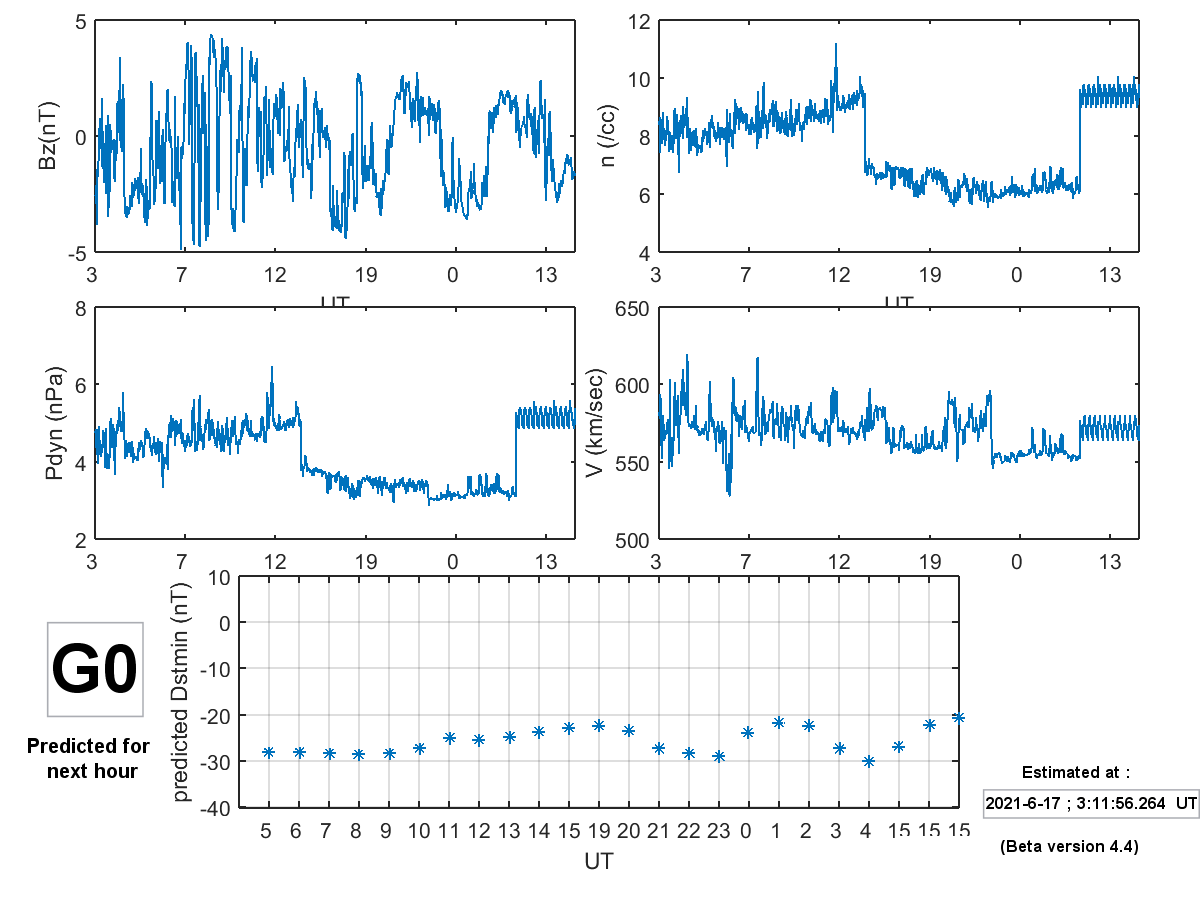 5
0
-5
Bz(nT)
3 7 12 19 0 13
UT
12
10
8
6
4
n (/cc)
3 7 12 19 0 13
UT
8
6
4
2
Pdyn (nPa)
3 7 12 19 0 13
650
600
550
500
V (km/sec)
3 7 12 19 0 13
10
0
-10
-20
-30
-40
predicted Dstmin (nT)
5 6 7 8 9 10 11 12 13 14 15 19 20 21 22 23 0 1 2 3 4 15 15 15
UT
G0
Predicted for
next hour
Estimated at :
2021-6-17 ; 3:11:56.264 UT
(Beta version 4.4)